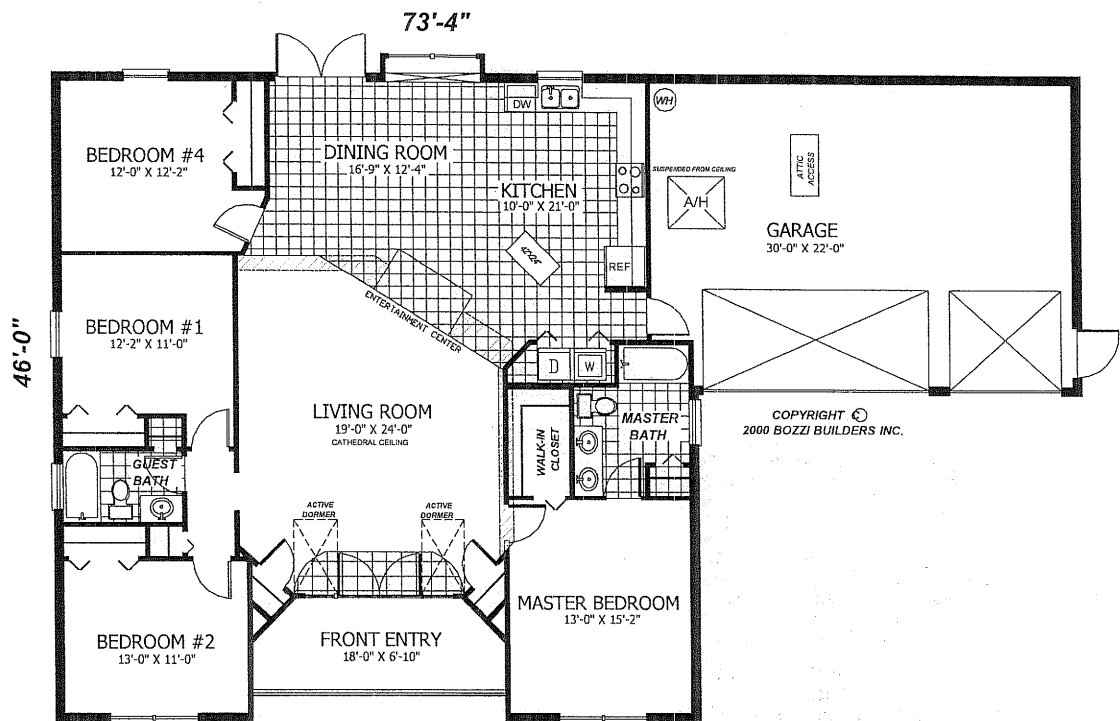 73'-4"
46'-0"
BEDROOM #4
12'-0" X 12'-2"
DINING ROOM
16'-9" X 12'-4"
DW
KITCHEN
10'-0" X 21'-0"
42"X24"
REF
WH
SUSPENDED FROM CEILING
A/H
ATTIC
ACCESS
GARAGE
30'-0" X 22'-0"
BEDROOM #1
12'-2" X 11'-0"
ENTERTAINMENT CENTER
LIVING ROOM
19'-0" X 24'-0"
CATHEDRAL CEILING
D
W
WALK-IN
CLOSET
MASTER
BATH
COPYRIGHT ©
2000 BOZZI BUILDERS INC.
GUEST
BATH
ACTIVE
DORMER
ACTIVE
DORMER
BEDROOM #2
13'-0" X 11'-0"
FRONT ENTRY
18'-0" X 6'-10"
MASTER BEDROOM
13'-0" X 15'-2"